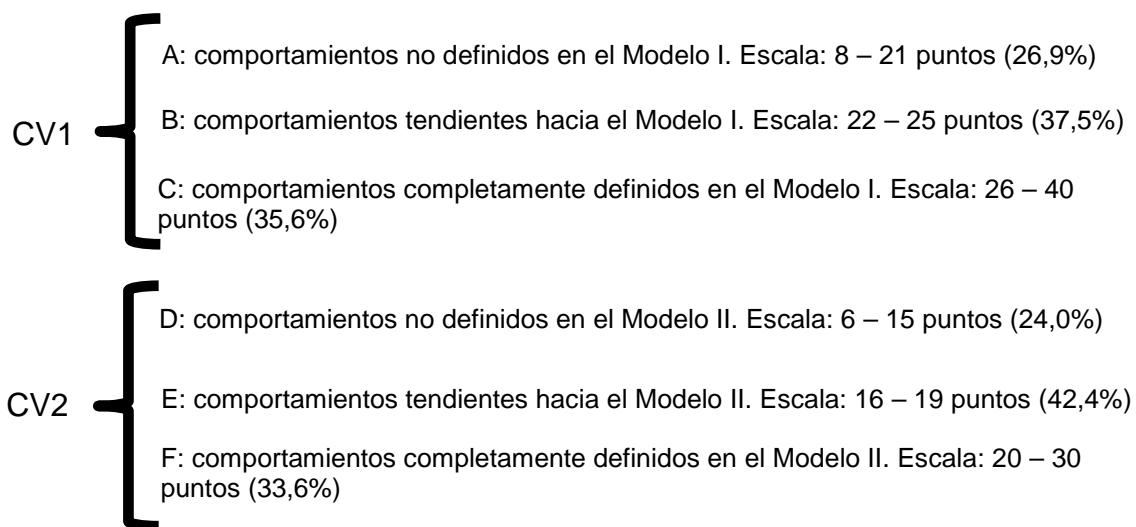 A: comportamientos no definidos en el Modelo I. Escala: 8 – 21 puntos (26,9%)
CV1
B: comportamientos tendientes hacia el Modelo I. Escala: 22 – 25 puntos (37,5%)
C: comportamientos completamente definidos en el Modelo I. Escala: 26 – 40
puntos (35,6%)
D: comportamientos no definidos en el Modelo II. Escala: 6 – 15 puntos (24,0%)
CV2
E: comportamientos tendientes hacia el Modelo II. Escala: 16 – 19 puntos (42,4%)
F: comportamientos completamente definidos en el Modelo II. Escala: 20 – 30
puntos (33,6%)